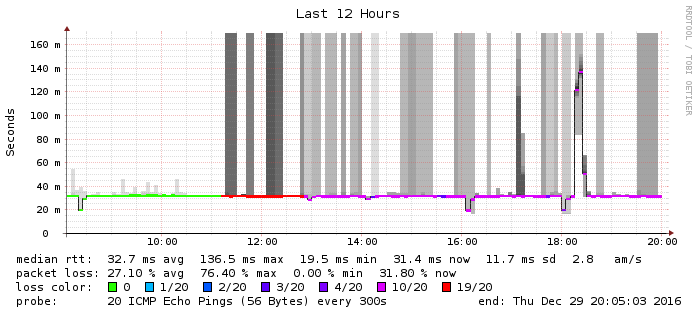 Last 12 Hours
RRDTOOL / TOBI OETIKER
Seconds
160 m
140 m
120 m
100 m
80 m
60 m
40 m
20 m
0
10:00 12:00 14:00 16:00 18:00 20:00
median rtt: 32.7 ms avg 136.5 ms max 19.5 ms min 31.4 ms now 11.7 ms sd 2.8 am/s
packet loss: 27.10 % avg 76.40 % max 0.00 % min 31.80 % now
loss color: 0 1/20 2/20 3/20 4/20 10/20 19/20
probe: 20 ICMP Echo Pings (56 Bytes) every 300s end: Thu Dec 29 20:05:03 2016